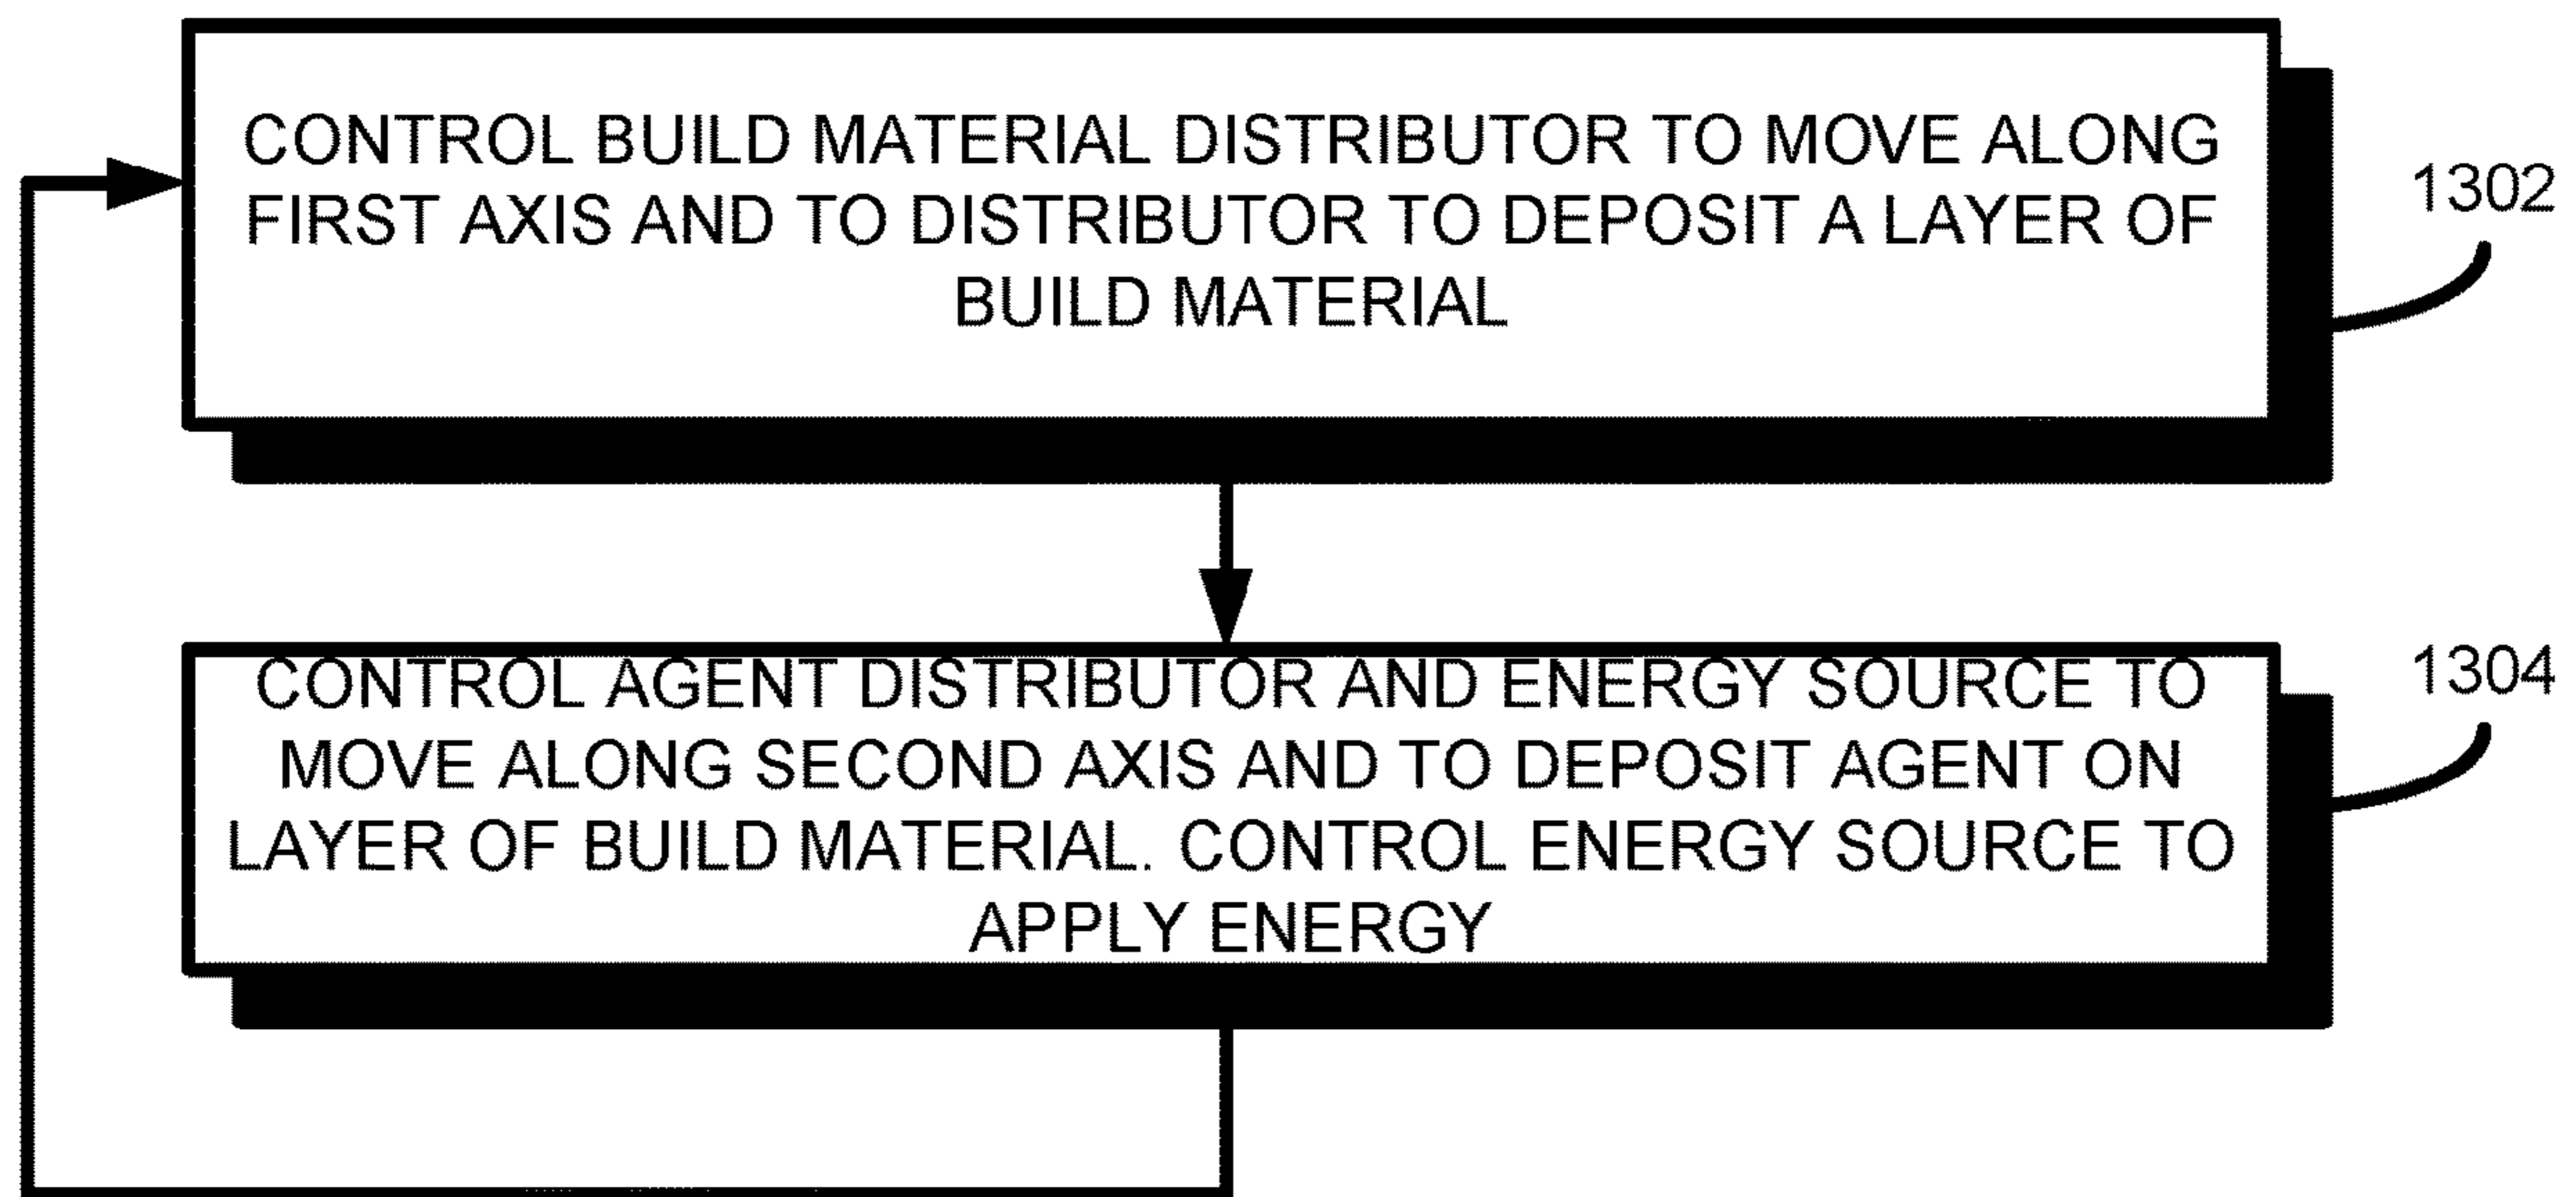 CONTROL BUILD MATERIAL DISTRIBUTOR TO MOVE ALONG
FIRST AXIS AND TO DISTRIBUTOR TO DEPOSIT A LAYER OF
BUILD MATERIAL
1302
CONTROL AGENT DISTRIBUTOR AND ENERGY SOURCE TO
MOVE ALONG SECOND AXIS AND TO DEPOSIT AGENT ON
LAYER OF BUILD MATERIAL. CONTROL ENERGY SOURCE TO
APPLY ENERGY
1304